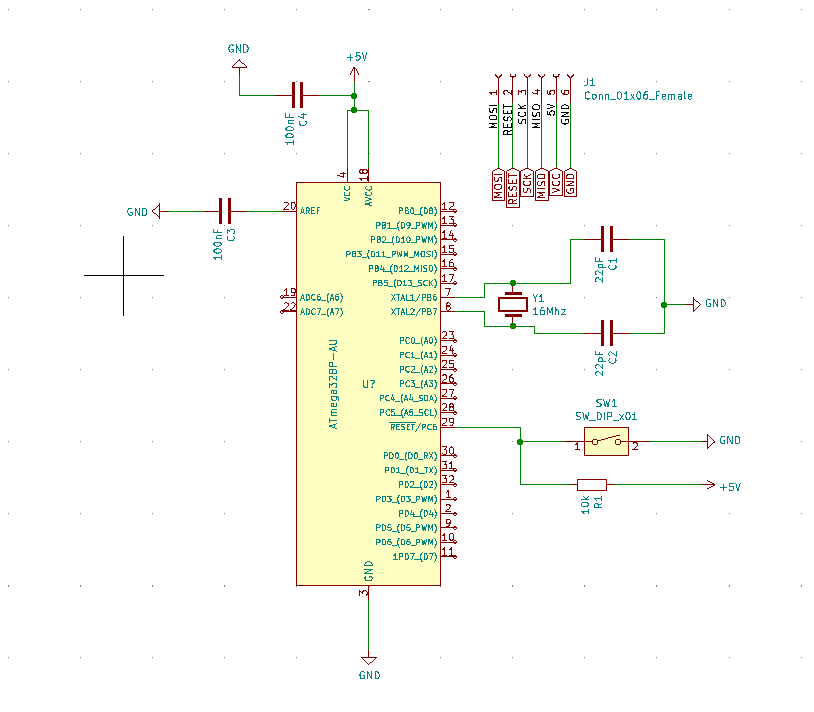 GND
+5V
100nF
C4
J1
Conn_01x06_Female
MOSI 1
RESET 2
SCK 3
MISO 4
5V 5
GND 6
MOSI
RESET
SCK
MISO
VCC
GND
4
18
VCC
AVCC
GND
100nF
C3
20
AREF
19
ADC6_(A6)
22
ADC7_(A7)
ATmega328P-AU
U?
PB0_(D8)
12
PB1_(D9_PWM)
13
PB2_(D10_PWM)
14
PB3_(D11_PWM_MOSI)
15
PB4_(D12_MISO)
16
PB5_(D13_SCK)
17
XTAL1/PB6
7
XTAL2/PB7
8
PC0_(A0)
23
PC1_(A1)
24
PC2_(A2)
25
PC3_(A3)
26
PC4_(A4_SDA)
27
PC5_(A5_SCL)
28
RESET/PC6
29
PD0_(D0_RX)
30
PD1_(D1_TX)
31
PD2_(D2)
32
PD3_(D3_PWM)
1
PD4_(D4)
2
PD5_(D5_PWM)
9
PD6_(D6_PWM)
10
1PD7_(D7)
11
GND
3
GND
Y1
16Mhz
22pF
C1
22pF
C2
GND
SW1
SW_DIP_x01
1
2
GND
10k
R1
+5V